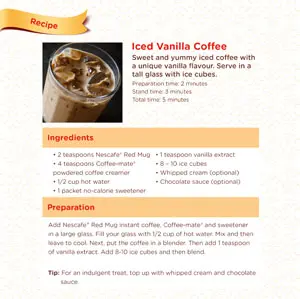 Recipe
Iced Vanilla Coffee
Sweet and yummy iced coffee with
a unique vanilla flavour. Serve in a
tall glass with ice cubes.
Preparation time: 2 minutes
Stand time: 3 minutes
Total time: 5 minutes
Ingredients
• 2 teaspoons Nescafe® Red Mug
• 4 teaspoons Coffee-mate®
powdered coffee creamer
• 1/2 cup hot water
• 1 packet no-calorie sweetener
• 1 teaspoon vanilla extract
• 8 – 10 ice cubes
• Whipped cream (optional)
• Chocolate sauce (optional)
Preparation
Add Nescafe® Red Mug instant coffee, Coffee-mate® and sweetener
in a large glass. Fill your glass with 1/2 cup of hot water. Mix and then
leave to cool. Next, put the coffee in a blender. Then add 1 teaspoon
of vanilla extract. Add 8-10 ice cubes and then blend.
Tip: For an indulgent treat, top up with whipped cream and chocolate
sauce